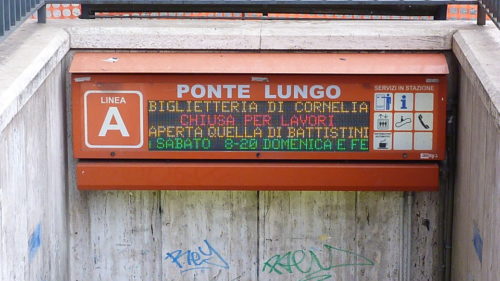 PONTE LUNGO
SERVIZI IN STAZIONE
LINEA
A
BIGLIETTERIA DI CORNELIA
CHIUSA PER LAVORI
APERTA QUELLA DI BATTISTINI
SABATO 8-20 DOMENICA E FE